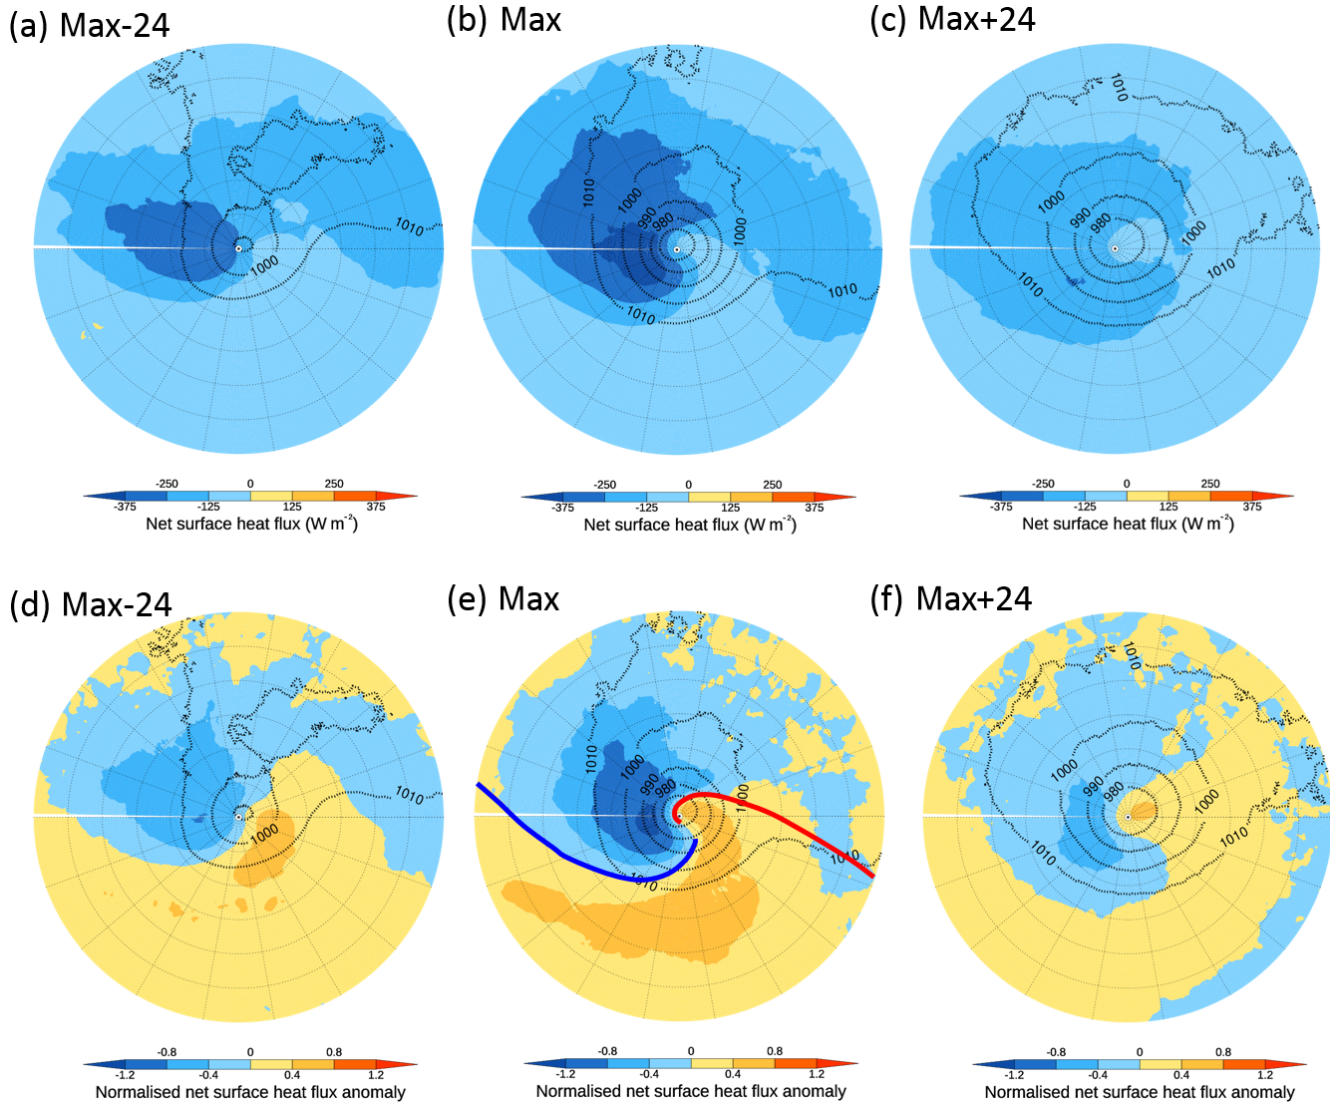 (a) Max-24
(b) Max
(c) Max+24
1010
1000
1010
1000
990
980
1000
1010
1010
1010
1000
990
980
1000
1010
1010
-250 0 250
-375 -125 125 375
Net surface heat flux (W m-2)
-250 0 250
-375 -125 125 375
Net surface heat flux (W m-2)
-250 0 250
-375 -125 125 375
Net surface heat flux (W m-2)
(d) Max-24
(e) Max
(f) Max+24
1010
1000
1010
1000
990
980
1000
1010
1010
1010
1000
990
980
1000
1010
1010
-0.8 0 0.8
-1.2 -0.4 0.4 1.2
Normalised net surface heat flux anomaly
-0.8 0 0.8
-1.2 -0.4 0.4 1.2
Normalised net surface heat flux anomaly
-0.8 0 0.8
-1.2 -0.4 0.4 1.2
Normalised net surface heat flux anomaly